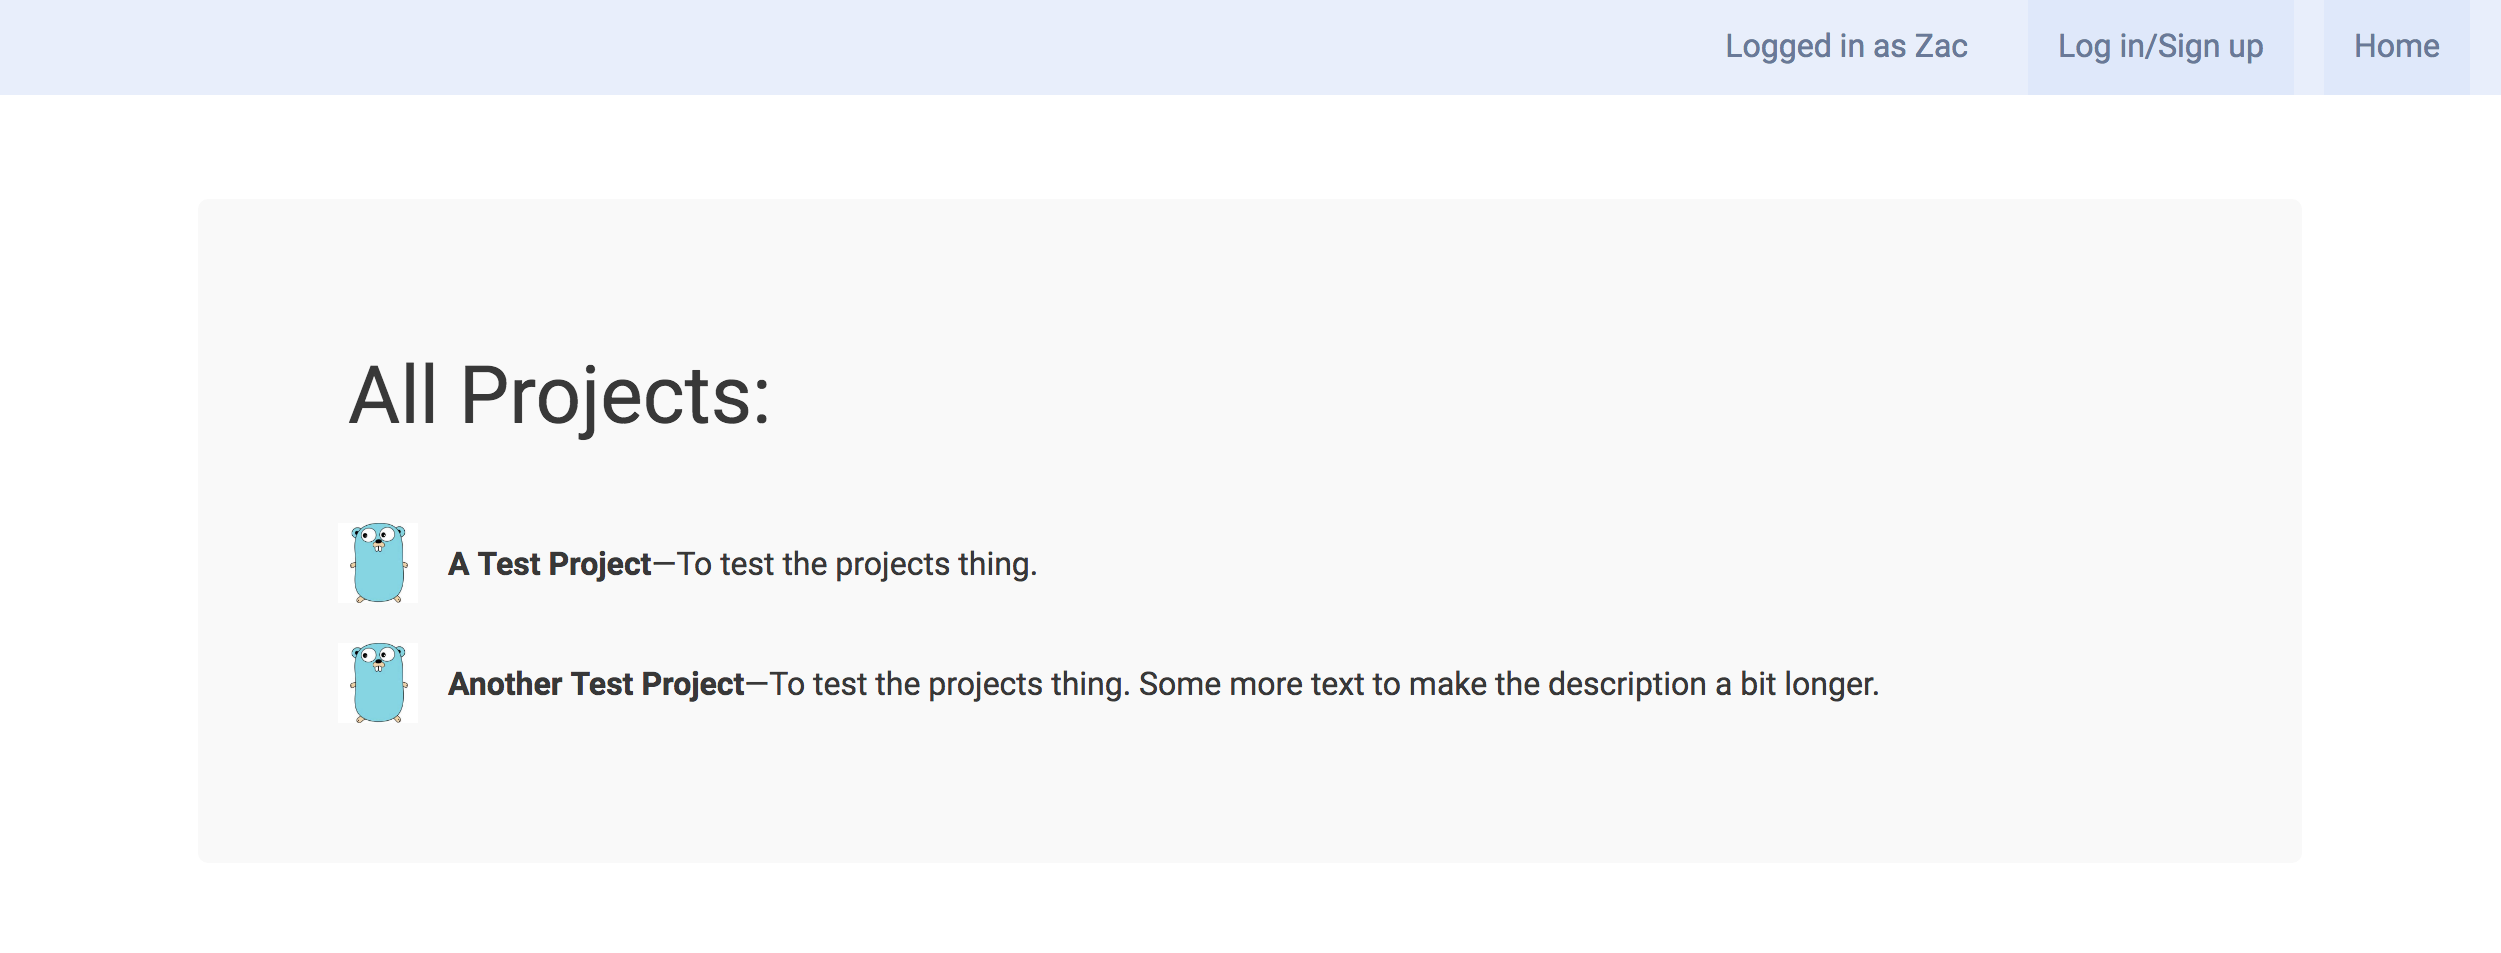 Logged in as Zac Log in/Sign up Home
All Projects:
A Test Project—To test the projects thing.
Another Test Project—To test the projects thing. Some more text to make the description a bit longer.